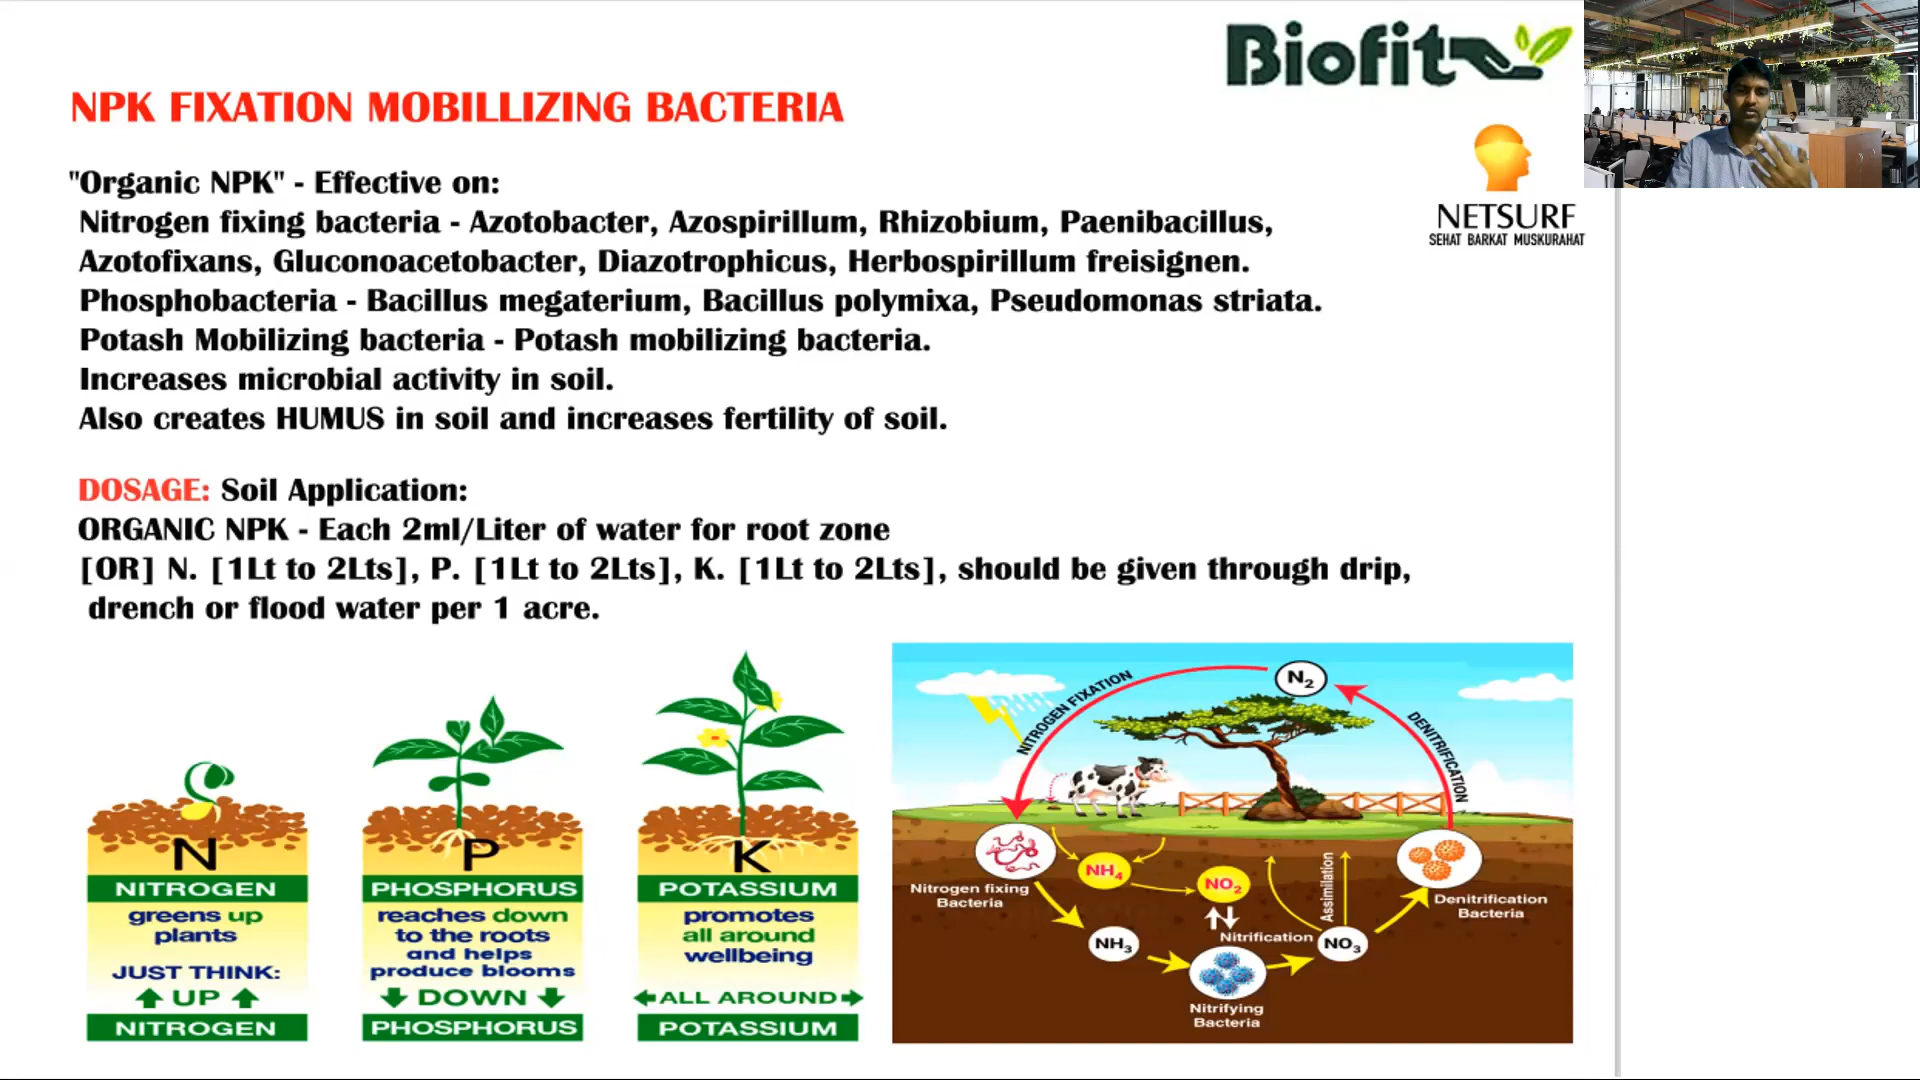 Biofit
NPK FIXATION MOBILLIZING BACTERIA
NETSURF
SEHAT BARKAT MUSKURAHAT
"Organic NPK" - Effective on:
Nitrogen fixing bacteria - Azotobacter, Azospirillum, Rhizobium, Paenibacillus,
Azotofixans, Gluconoacetobacter, Diazotrophicus, Herbospirillum freisignen.
Phosphobacteria - Bacillus megaterium, Bacillus polymixa, Pseudomonas striata.
Potash Mobilizing bacteria - Potash mobilizing bacteria.
Increases microbial activity in soil.
Also creates HUMUS in soil and increases fertility of soil.
DOSAGE: Soil Application:
ORGANIC NPK - Each 2ml/Liter of water for root zone
[OR] N. [1Lt to 2Lts], P. [1Lt to 2Lts], K. [1Lt to 2Lts], should be given through drip,
drench or flood water per 1 acre.
N
NITROGEN
greens up
plants
JUST THINK:
UP
NITROGEN
P
PHOSPHORUS
reaches down
to the roots
and helps
produce blooms
DOWN
PHOSPHORUS
K
POTASSIUM
promotes
all around
wellbeing
ALL AROUND
POTASSIUM
N2
NITROGEN FIXATION
DENITRIFICATION
Nitrogen fixing
Bacteria
NH4
NO2
Assimilation
Denitrification
Bacteria
NH3
Nitrification
NO3
Nitrifying
Bacteria